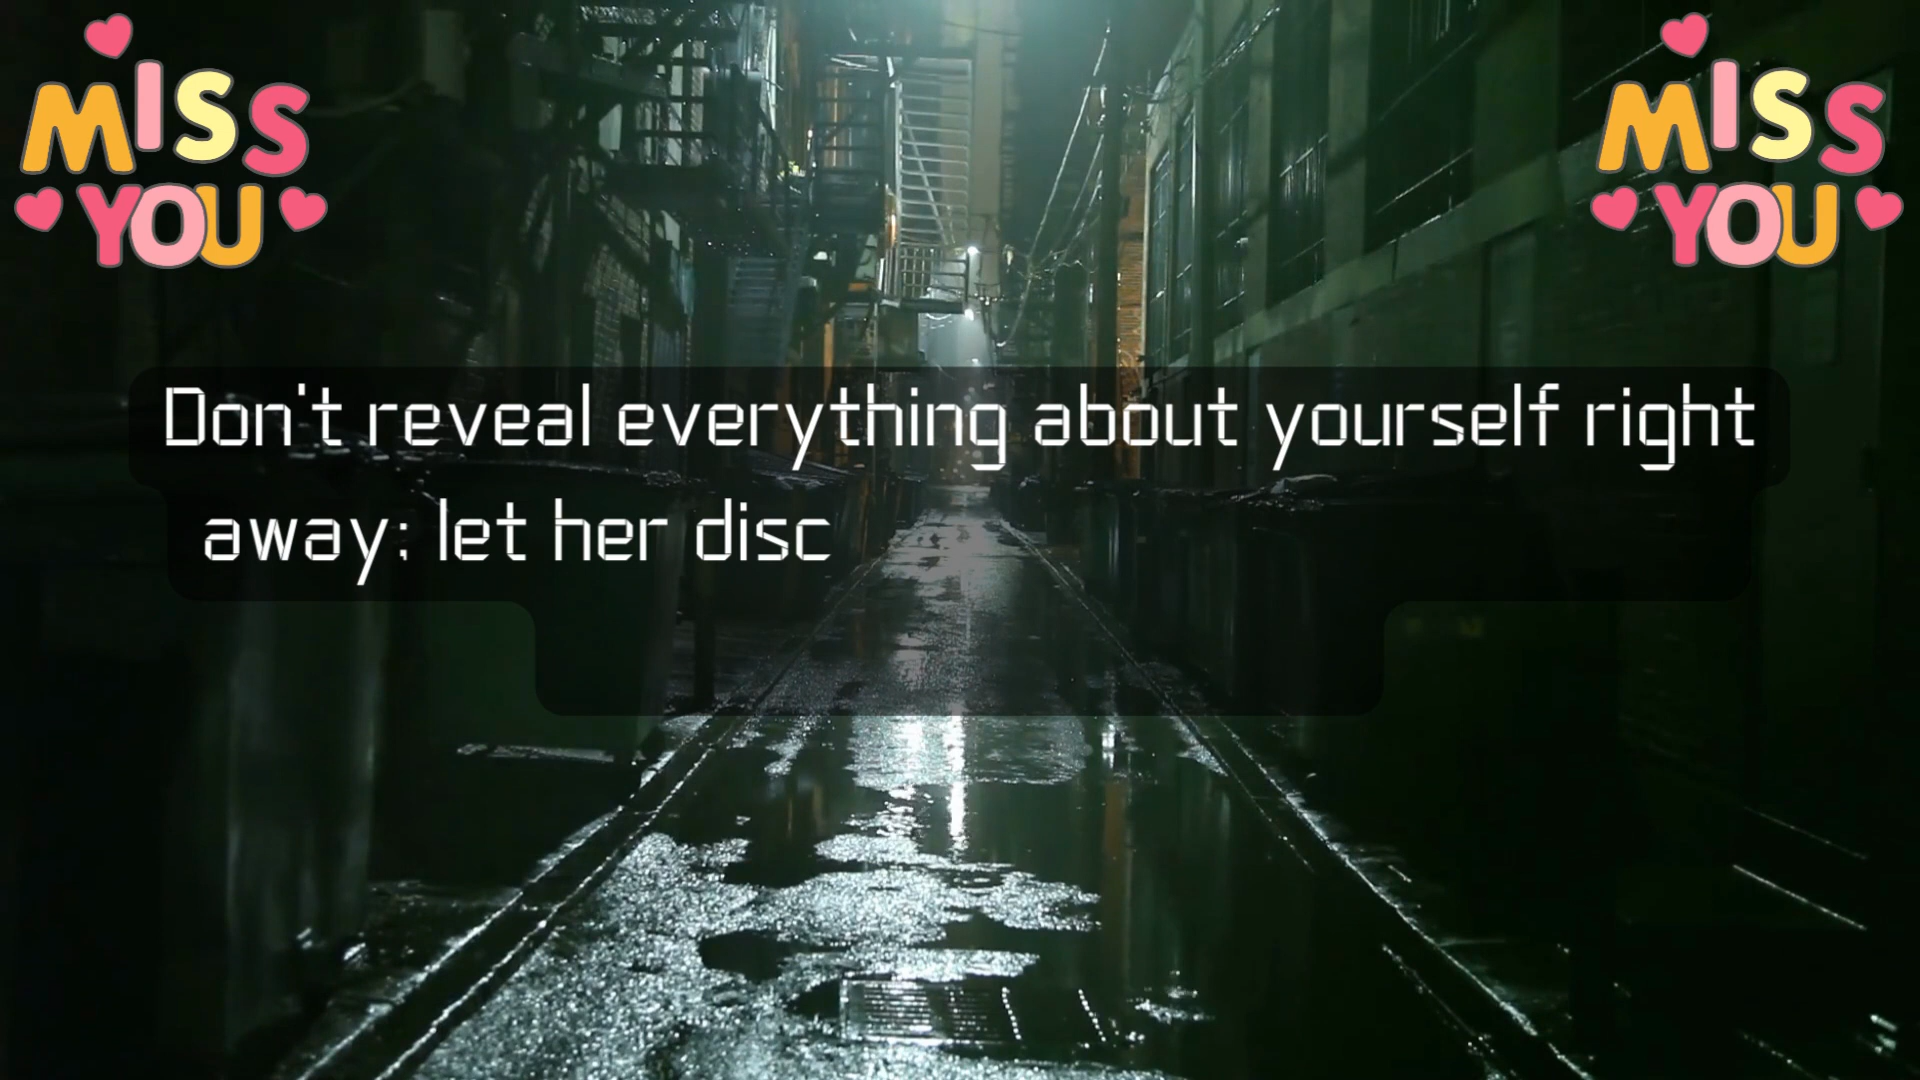 MISS
YOU
MISS
YOU
Don't reveal everything about yourself right
away; let her disc